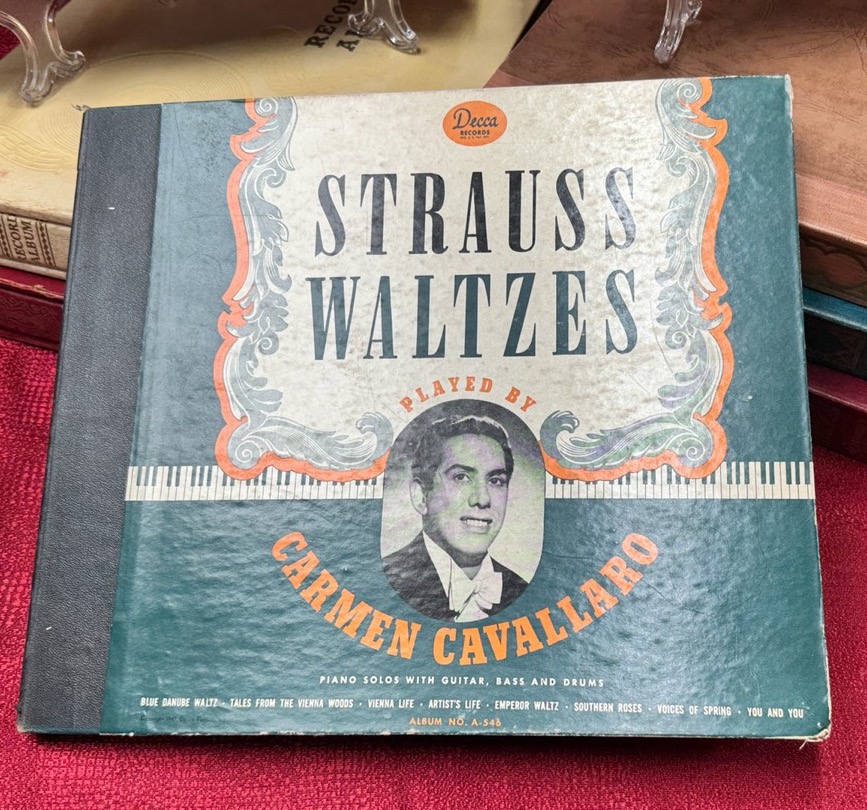 RECORD
ALBUM
Decca
RECORDS
STRAUSS
WALTZES
PLAYED BY
CARMEN CAVALLARO
PIANO SOLOS WITH GUITAR, BASS AND DRUMS
BLUE DANUBE WALTZ · TALES FROM THE VIENNA WOODS · VIENNA LIFE · ARTIST'S LIFE · EMPEROR WALTZ · SOUTHERN ROSES · VOICES OF SPRING · YOU AND YOU
ALBUM NO. A-546